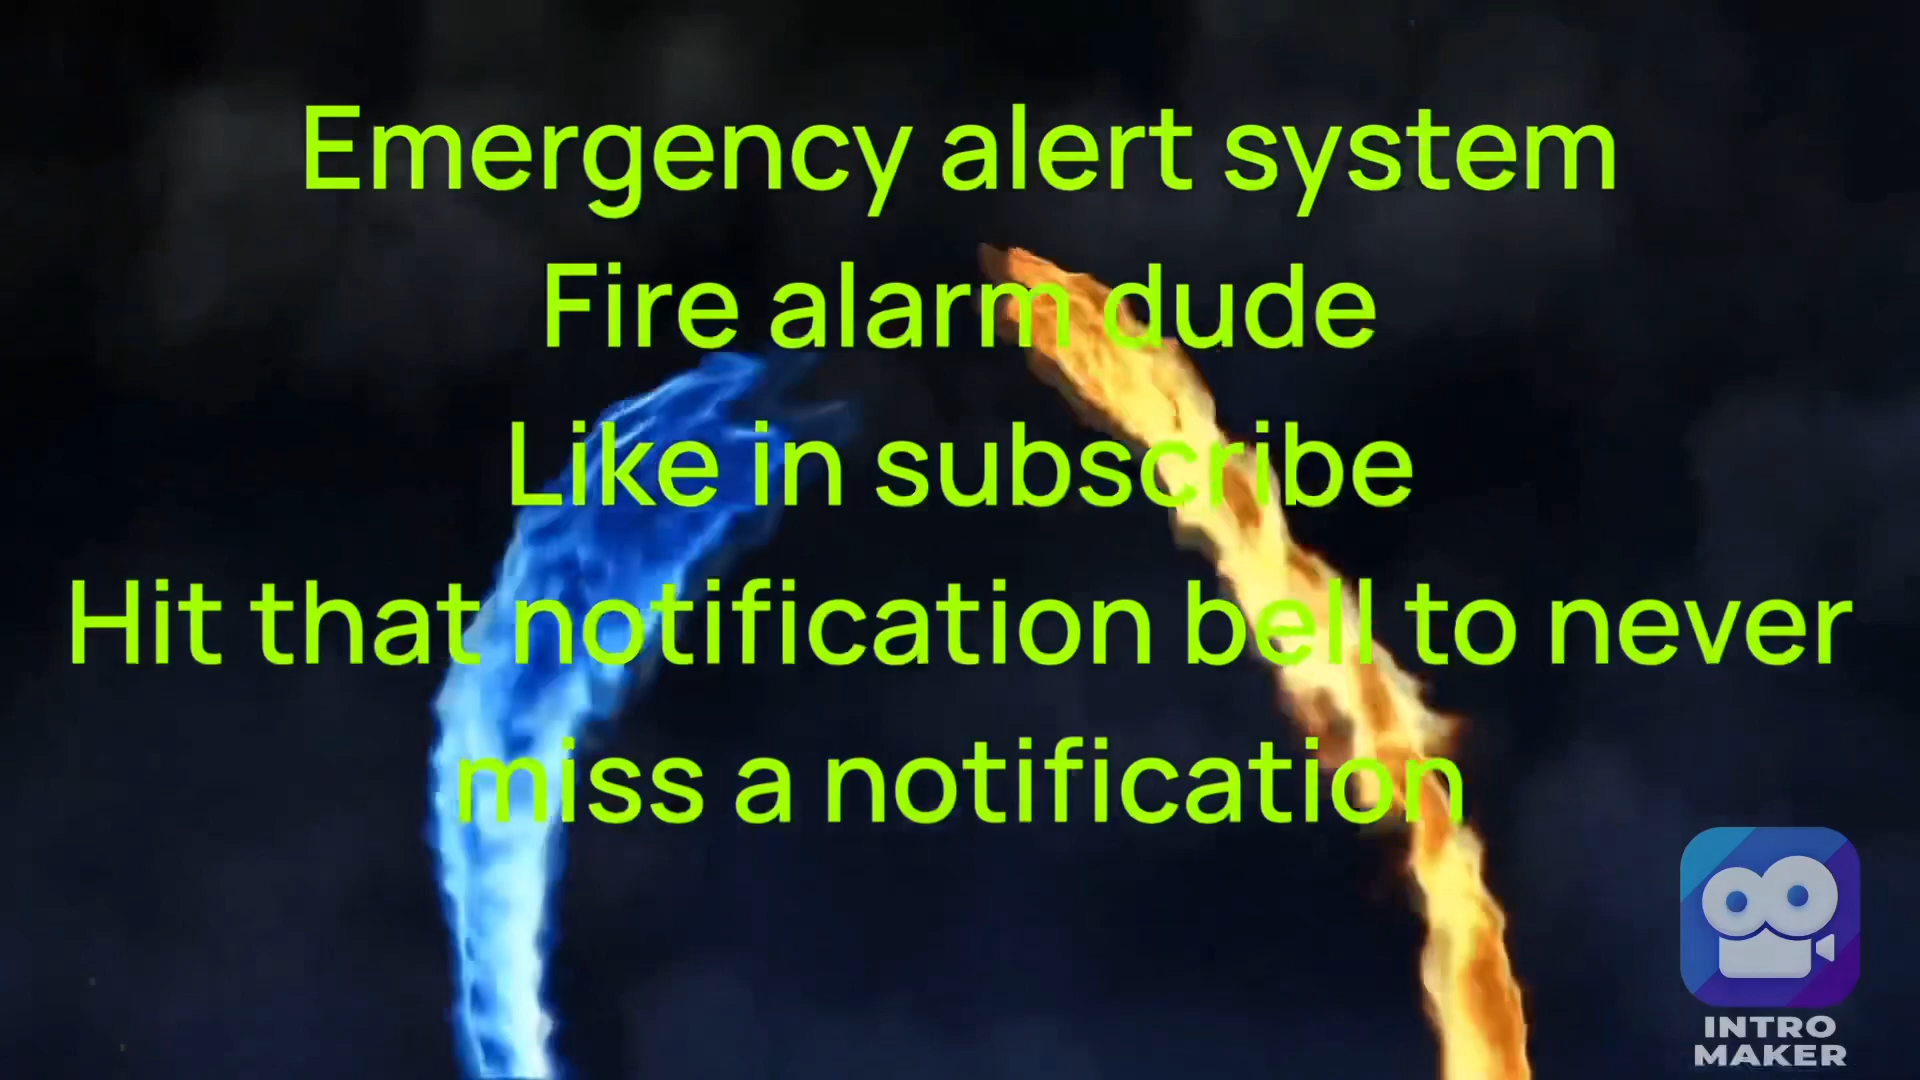 Emergency alert system
Fire alarm dude
Like in subscribe
Hit that notification bell to never
miss a notification
INTRO
MAKER